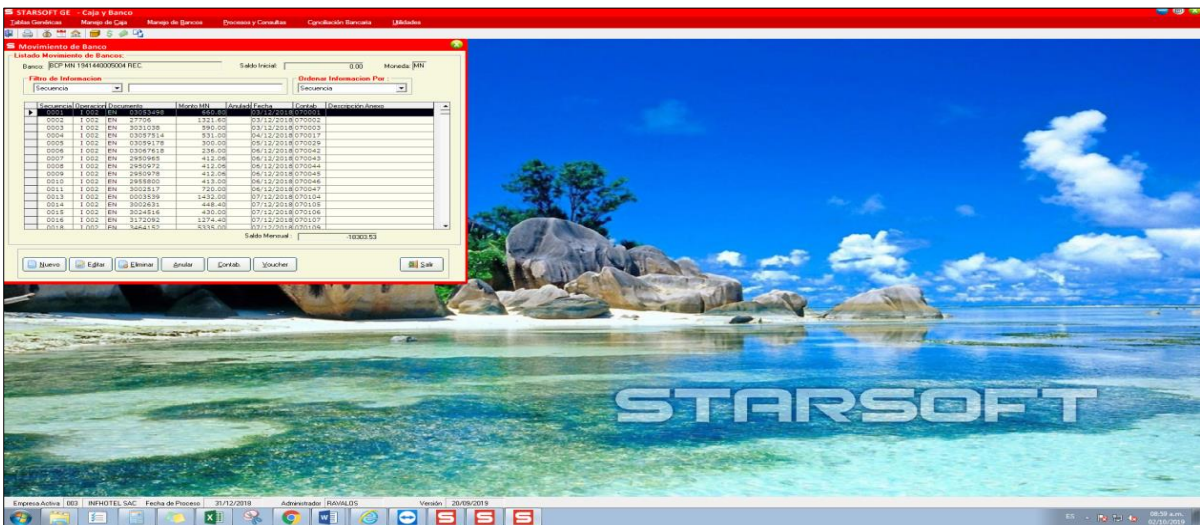 STARSOFT GE - Caja y Banco
Tablas Genéricas Manejo de Caja Manejo de Bancos Procesos y Consultas Conciliación Bancaria Utilidades
Movimiento de Banco
Listado Movimiento de Bancos:
Banco: BCP MN 1941440005004 REC. Saldo Inicial: 0.00 Moneda: MN
Filtro de Informacion Ordenar Informacion Por :
Secuencia Secuencia
Secuencia Operacion Documento Monto MN Anulado Fecha Contab Descripción Anexo
0001 I 002 EN 03053498 660.80 03/12/2018 070001
0002 I 002 EN 27706 1321.60 03/12/2018 070002
0003 I 002 EN 3031038 590.00 03/12/2018 070003
0004 I 002 EN 03057514 531.00 04/12/2018 070017
0005 I 002 EN 03059178 300.00 05/12/2018 070029
0006 I 002 EN 03067618 236.00 06/12/2018 070042
0007 I 002 EN 2950965 412.06 06/12/2018 070043
0008 I 002 EN 2950972 412.06 06/12/2018 070044
0009 I 002 EN 2950978 412.06 06/12/2018 070045
0010 I 002 EN 2955800 413.00 06/12/2018 070046
0011 I 002 EN 3002517 720.00 06/12/2018 070047
0013 I 002 EN 0003539 1432.00 07/12/2018 070104
0014 I 002 EN 3002631 448.40 07/12/2018 070105
0015 I 002 EN 3024516 430.00 07/12/2018 070106
0016 I 002 EN 3172092 1274.40 07/12/2018 070107
0018 I 002 EN 3464152 5335.00 07/12/2018 070109
Saldo Mensual : -10303.53
Nuevo Editar Eliminar Anular Contab. Voucher Salir
STARSOFT
Empresa Activa 003 INFHOTEL SAC Fecha de Proceso 31/12/2018 Administrador RAVALOS Versión 20/09/2019
ES 08:59 a.m.
02/10/2019